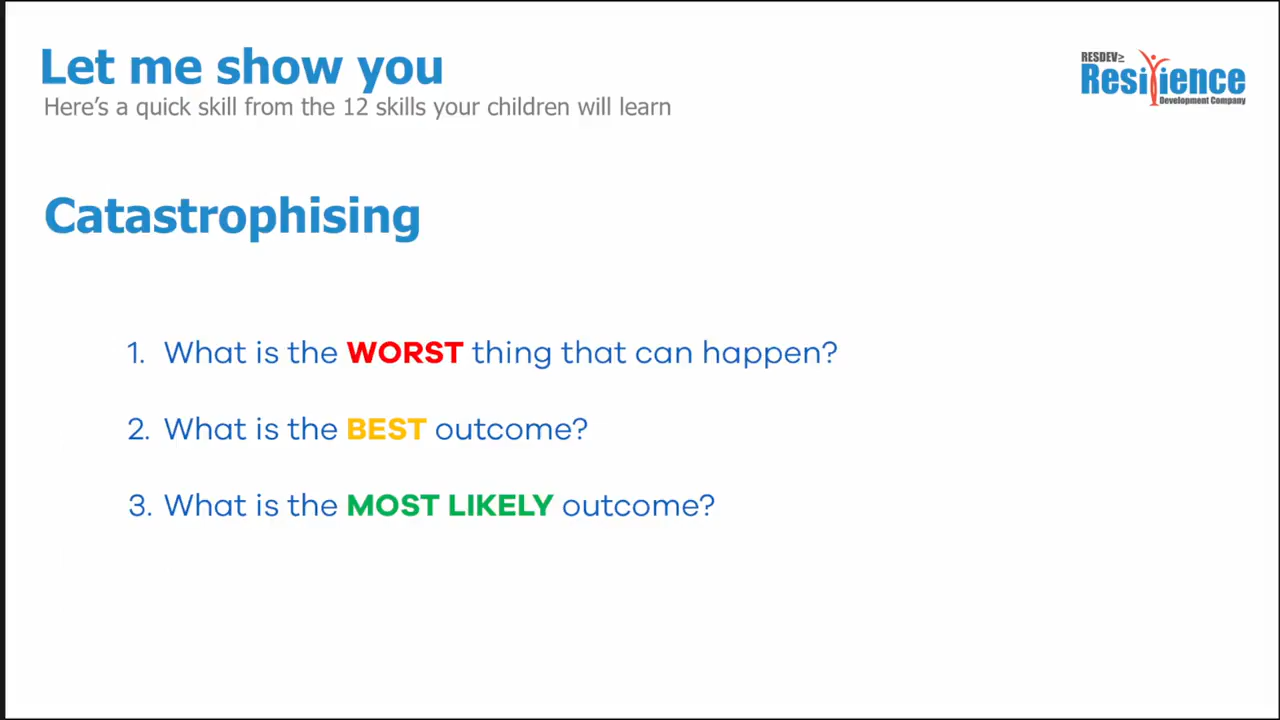 Let me show you
Here's a quick skill from the 12 skills your children will learn
RESDEV≥
Resilience
Development Company
Catastrophising
1. What is the WORST thing that can happen?
2. What is the BEST outcome?
3. What is the MOST LIKELY outcome?